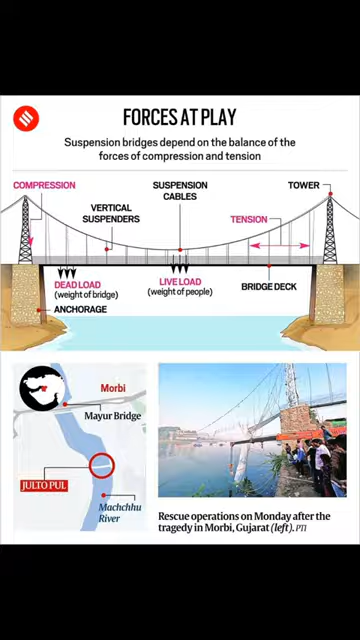 FORCES AT PLAY
Suspension bridges depend on the balance of the
forces of compression and tension
COMPRESSION
SUSPENSION
CABLES
TOWER
VERTICAL
SUSPENDERS
TENSION
DEAD LOAD
(weight of bridge)
LIVE LOAD
(weight of people)
BRIDGE DECK
ANCHORAGE
Morbi
Mayur Bridge
JULTO PUL
Machchhu
River
Rescue operations on Monday after the
tragedy in Morbi, Gujarat (left). PTI